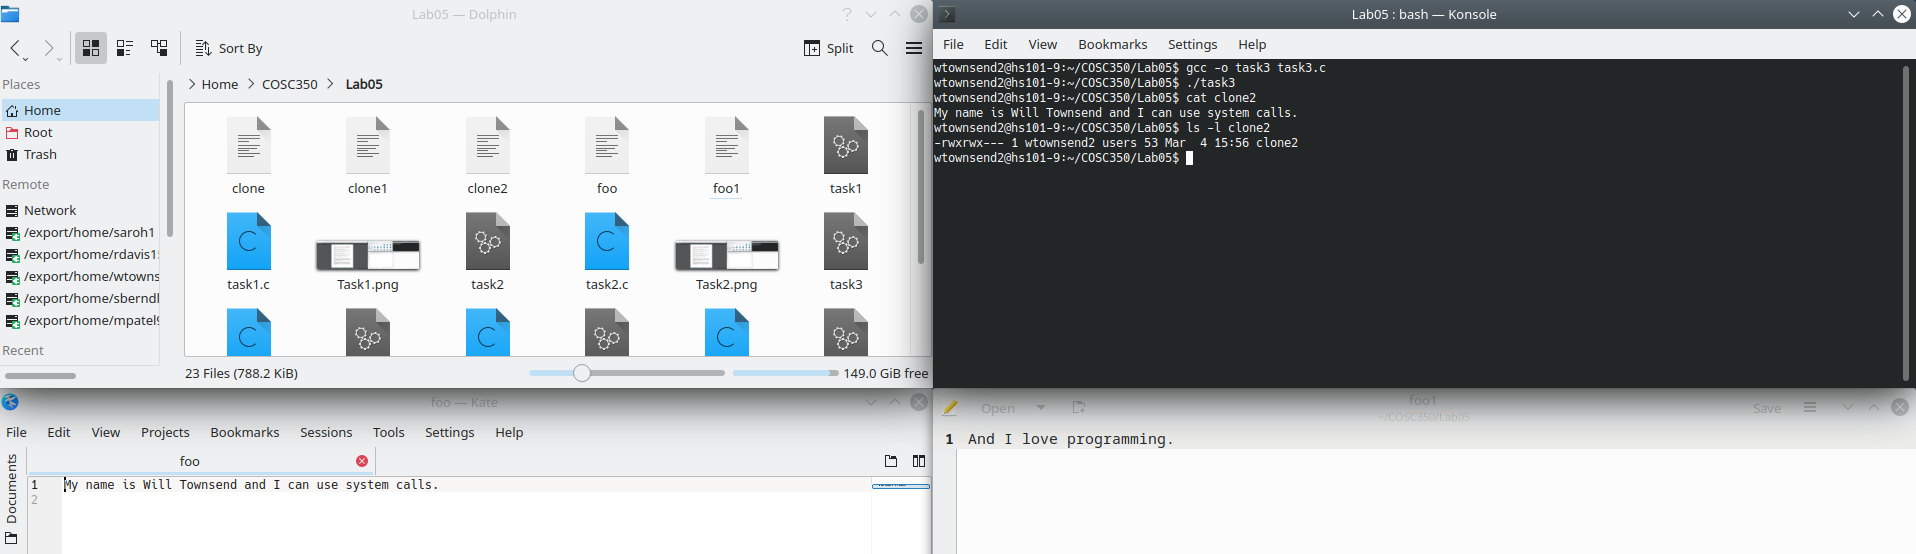 Lab05 — Dolphin
Sort By
Split
Places
Home
Root
Trash
Remote
Network
/export/home/saroh1
/export/home/rdavis1
/export/home/wtowns
/export/home/sberndl
/export/home/mpatel
Recent
Home COSC350 Lab05
clone clone1 clone2 foo foo1 task1
task1.c Task1.png task2 task2.c Task2.png task3
23 Files (788.2 KiB)
149.0 GiB free
Lab05 : bash — Konsole
File Edit View Bookmarks Settings Help
wtownsend2@hs101-9:~/COSC350/Lab05$ gcc -o task3 task3.c
wtownsend2@hs101-9:~/COSC350/Lab05$ ./task3
wtownsend2@hs101-9:~/COSC350/Lab05$ cat clone2
My name is Will Townsend and I can use system calls.
wtownsend2@hs101-9:~/COSC350/Lab05$ ls -l clone2
-rwxrwx--- 1 wtownsend2 users 53 Mar  4 15:56 clone2
wtownsend2@hs101-9:~/COSC350/Lab05$
foo — Kate
File Edit View Projects Bookmarks Sessions Tools Settings Help
Documents
foo
1 My name is Will Townsend and I can use system calls.
2
Open
foo1
~/COSC350/Lab05
Save
1 And I love programming.